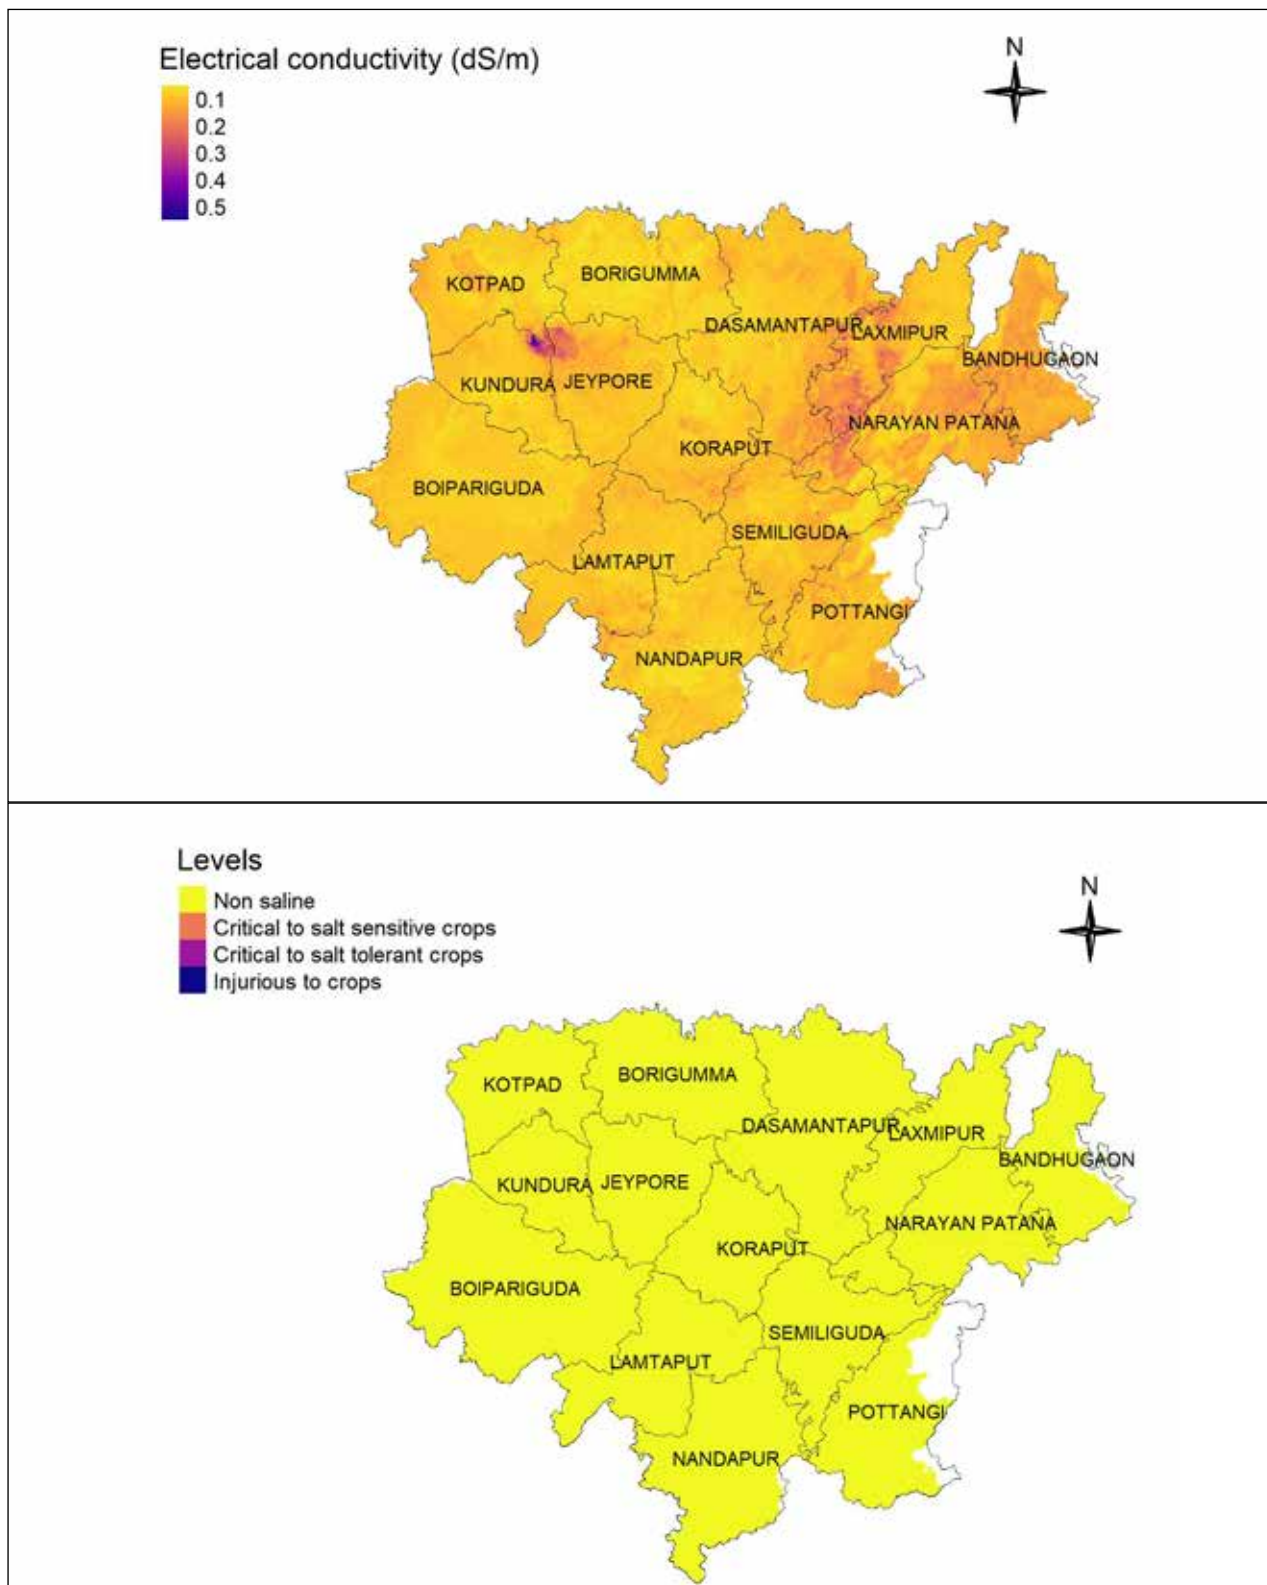 Electrical conductivity (dS/m)
0.1
0.2
0.3
0.4
0.5
N
KOTPAD
BORIGUMMA
DASAMANTAPUR
LAXMIPUR
BANDHUGAON
KUNDURA
JEYPORE
NARAYAN PATANA
KORAPUT
BOIPARIGUDA
SEMILIGUDA
LAMTAPUT
POTTANGI
NANDAPUR
Levels
Non saline
Critical to salt sensitive crops
Critical to salt tolerant crops
Injurious to crops
N
KOTPAD
BORIGUMMA
DASAMANTAPUR
LAXMIPUR
BANDHUGAON
KUNDURA
JEYPORE
NARAYAN PATANA
KORAPUT
BOIPARIGUDA
SEMILIGUDA
LAMTAPUT
POTTANGI
NANDAPUR